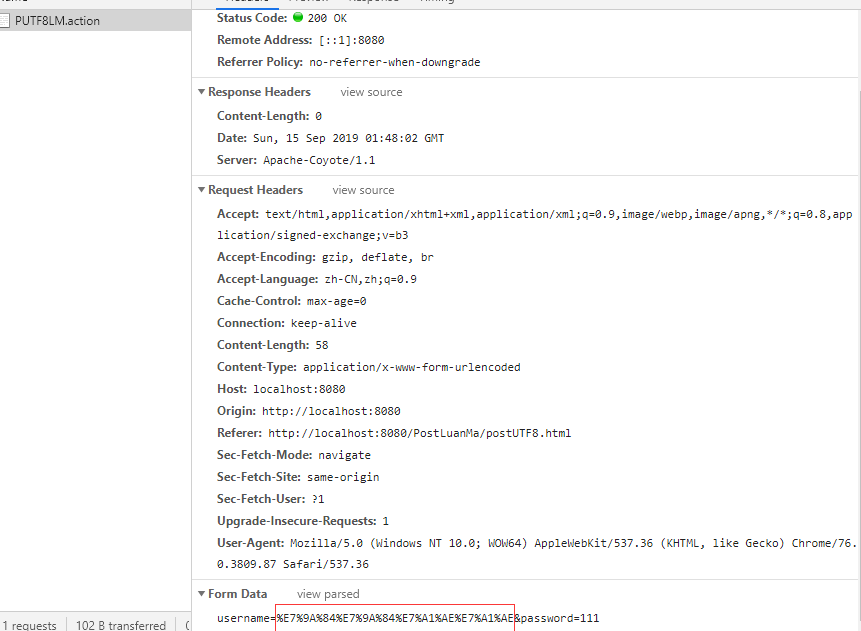 Headers Preview Response Timing
PUTF8LM.action
Status Code: 200 OK
Remote Address: [::1]:8080
Referrer Policy: no-referrer-when-downgrade
Response Headers view source
Content-Length: 0
Date: Sun, 15 Sep 2019 01:48:02 GMT
Server: Apache-Coyote/1.1
Request Headers view source
Accept: text/html,application/xhtml+xml,application/xml;q=0.9,image/webp,image/apng,*/*;q=0.8,app
lication/signed-exchange;v=b3
Accept-Encoding: gzip, deflate, br
Accept-Language: zh-CN,zh;q=0.9
Cache-Control: max-age=0
Connection: keep-alive
Content-Length: 58
Content-Type: application/x-www-form-urlencoded
Host: localhost:8080
Origin: http://localhost:8080
Referer: http://localhost:8080/PostLuanMa/postUTF8.html
Sec-Fetch-Mode: navigate
Sec-Fetch-Site: same-origin
Sec-Fetch-User: ?1
Upgrade-Insecure-Requests: 1
User-Agent: Mozilla/5.0 (Windows NT 10.0; WOW64) AppleWebKit/537.36 (KHTML, like Gecko) Chrome/76.
0.3809.87 Safari/537.36
Form Data view parsed
username=%E7%9A%84%E7%9A%84%E7%A1%AE%E7%A1%AE&password=111
1 requests 102 B transferred